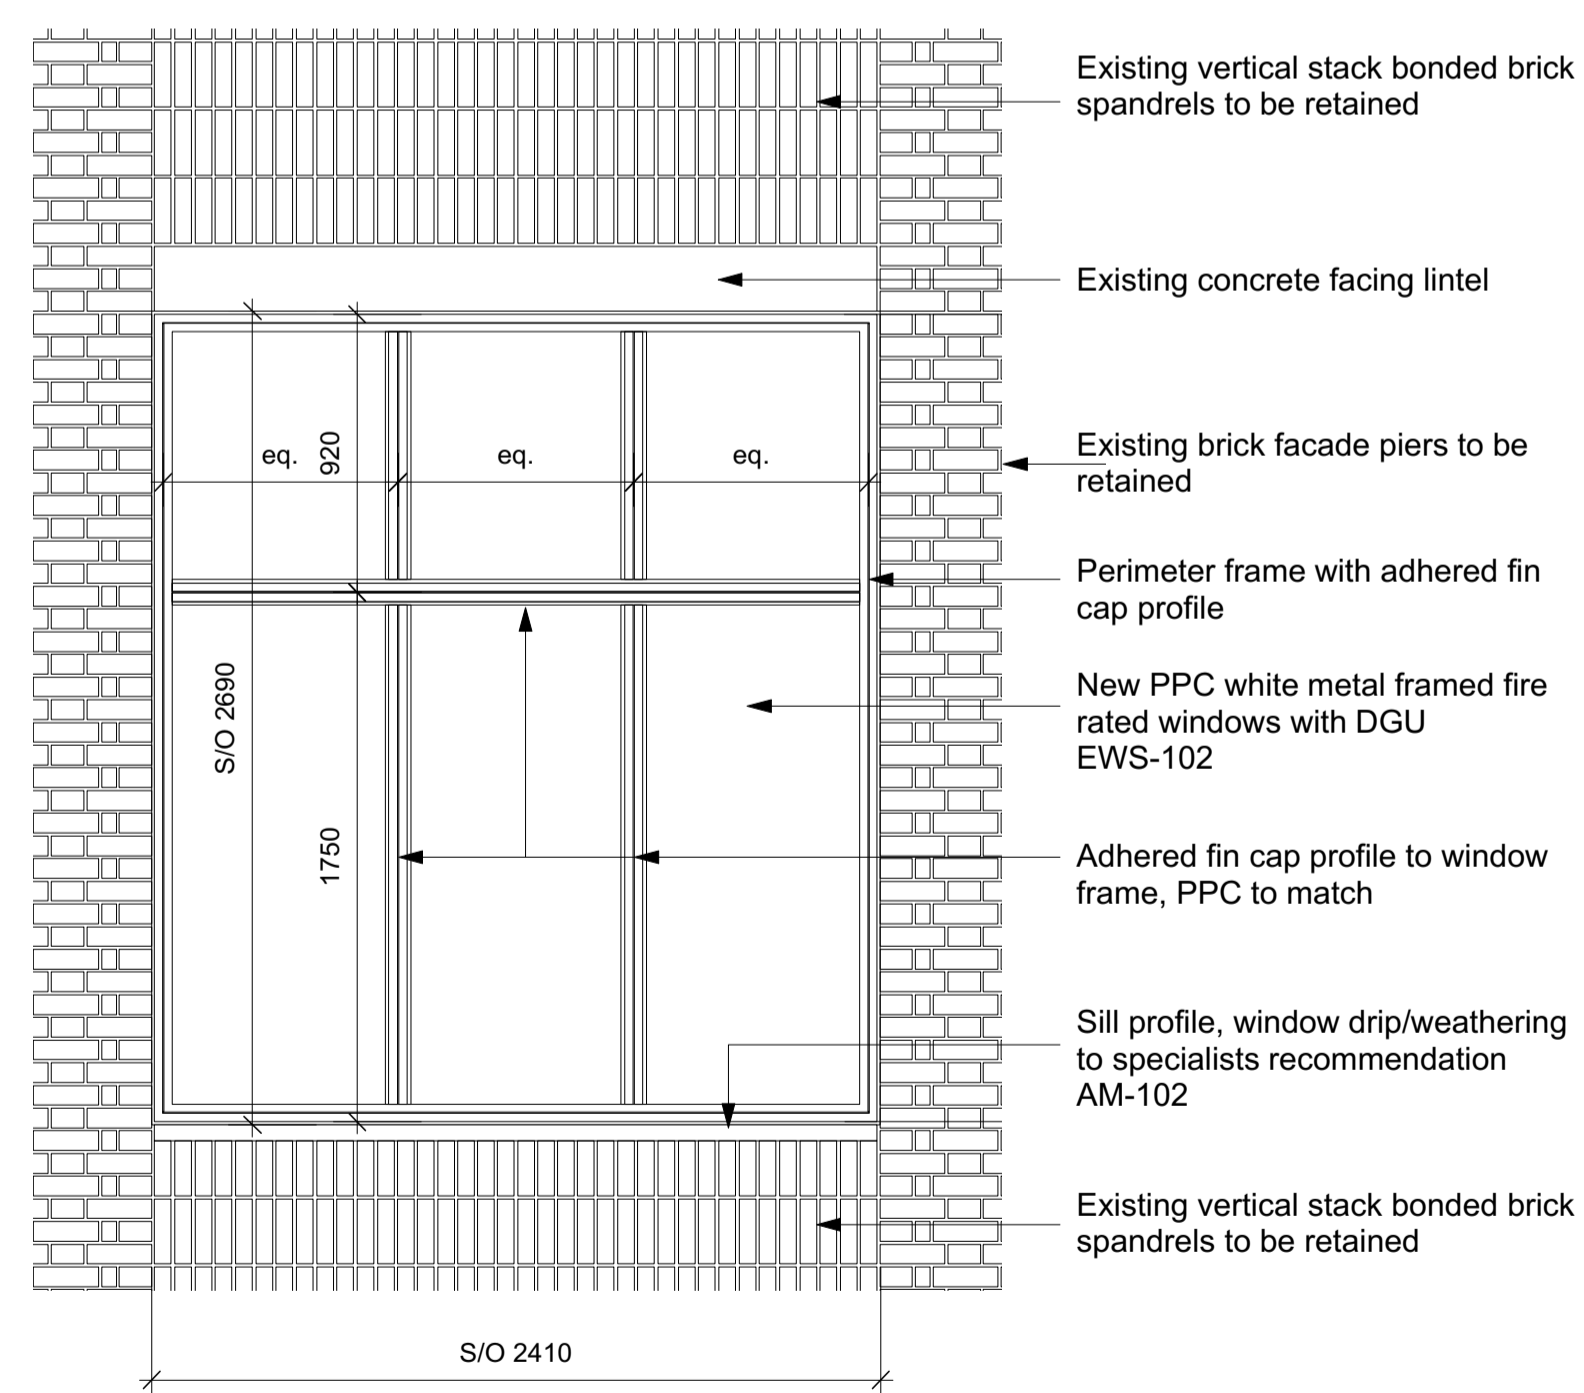 Existing vertical stack bonded brick
spandrels to be retained
Existing concrete facing lintel
Existing brick facade piers to be
retained
eq.
920
eq.
eq.
Perimeter frame with adhered fin
cap profile
S/O 2690
New PPC white metal framed fire
rated windows with DGU
EWS-102
1750
Adhered fin cap profile to window
frame, PPC to match
Sill profile, window drip/weathering
to specialists recommendation
AM-102
Existing vertical stack bonded brick
spandrels to be retained
S/O 2410